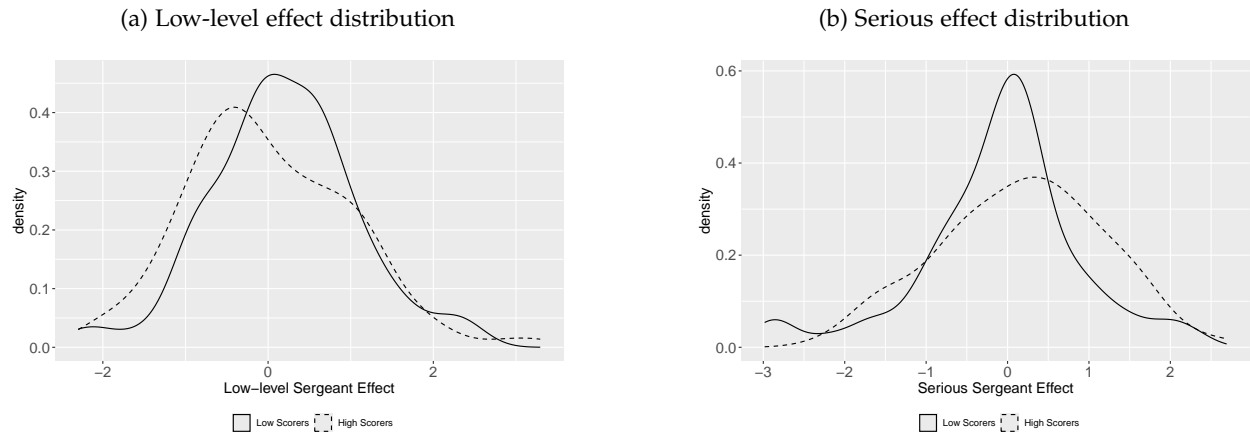 (a) Low-level effect distribution
0.4
0.3
0.2
0.1
0.0
density
−2
0
2
Low−level Sergeant Effect
Low Scorers
High Scorers
(b) Serious effect distribution
0.6
0.4
0.2
0.0
density
−3
−2
−1
0
1
2
Serious Sergeant Effect
Low Scorers
High Scorers